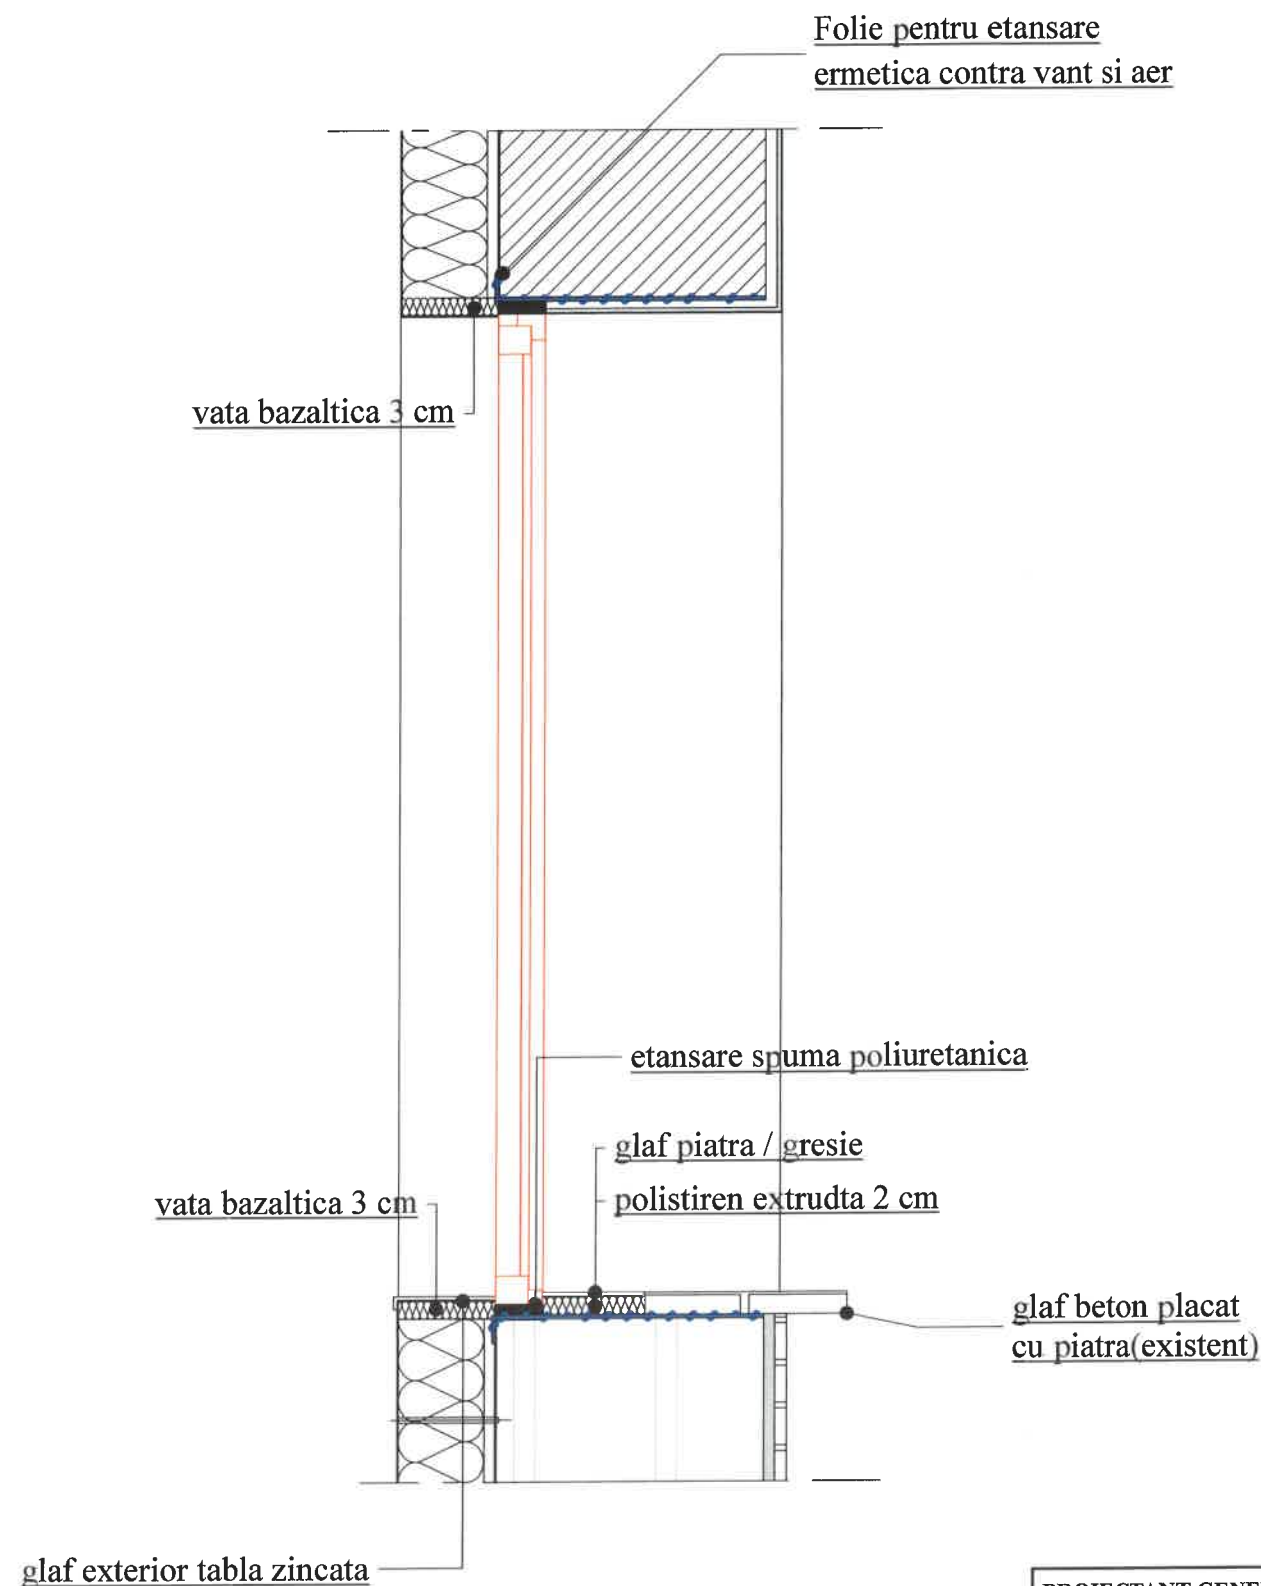 Folie pentru etansare
ermetica contra vant si aer
vata bazaltica 3 cm
etansare spuma poliuretanica
glaf piatra / gresie
polistiren extrudta 2 cm
vata bazaltica 3 cm
glaf beton placat
cu piatra(existent)
glaf exterior tabla zincata